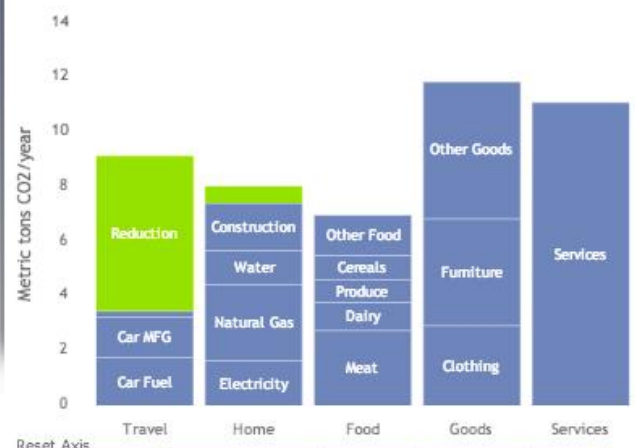 14
12
10
8
6
4
2
0
Metric tons CO2/year
Reduction
Car MFG
Car Fuel
Construction
Water
Natural Gas
Electricity
Other Food
Cereals
Produce
Dairy
Meat
Other Goods
Furniture
Clothing
Services
Travel Home Food Goods Services
Reset Axis